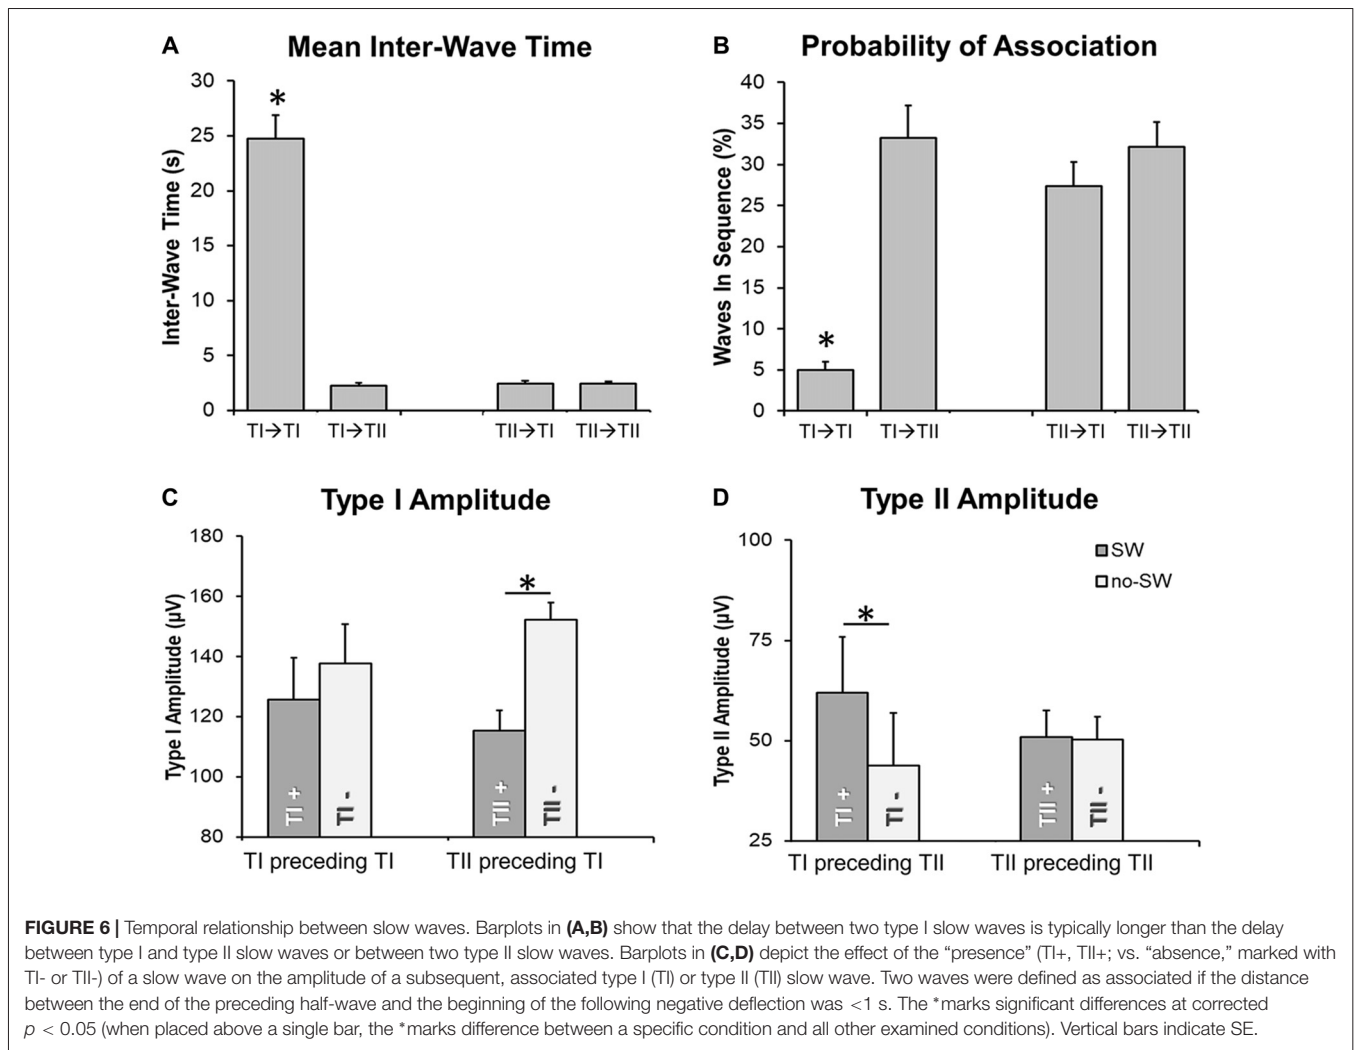 A Mean Inter-Wave Time
Inter-Wave Time (s)
30
25
20
15
10
5
0
*
TI→TI TI→TII TII→TI TII→TII
B Probability of Association
Waves In Sequence (%)
40
35
30
25
20
15
10
5
0
*
TI→TI TI→TII TII→TI TII→TII
C Type I Amplitude
Type I Amplitude (µV)
180
160
140
120
100
80
*
TI + TI - TII + TII -
TI preceding TI TII preceding TI
D Type II Amplitude
Type II Amplitude (µV)
100
75
50
25
SW
no-SW
*
TI + TI - TII + TII -
TI preceding TII TII preceding TII
FIGURE 6 | Temporal relationship between slow waves. Barplots in (A,B) show that the delay between two type I slow waves is typically longer than the delay
between type I and type II slow waves or between two type II slow waves. Barplots in (C,D) depict the effect of the “presence” (TI+, TII+; vs. “absence,” marked with
TI- or TII-) of a slow wave on the amplitude of a subsequent, associated type I (TI) or type II (TII) slow wave. Two waves were defined as associated if the distance
between the end of the preceding half-wave and the beginning of the following negative deflection was <1 s. The *marks significant differences at corrected
p < 0.05 (when placed above a single bar, the *marks difference between a specific condition and all other examined conditions). Vertical bars indicate SE.